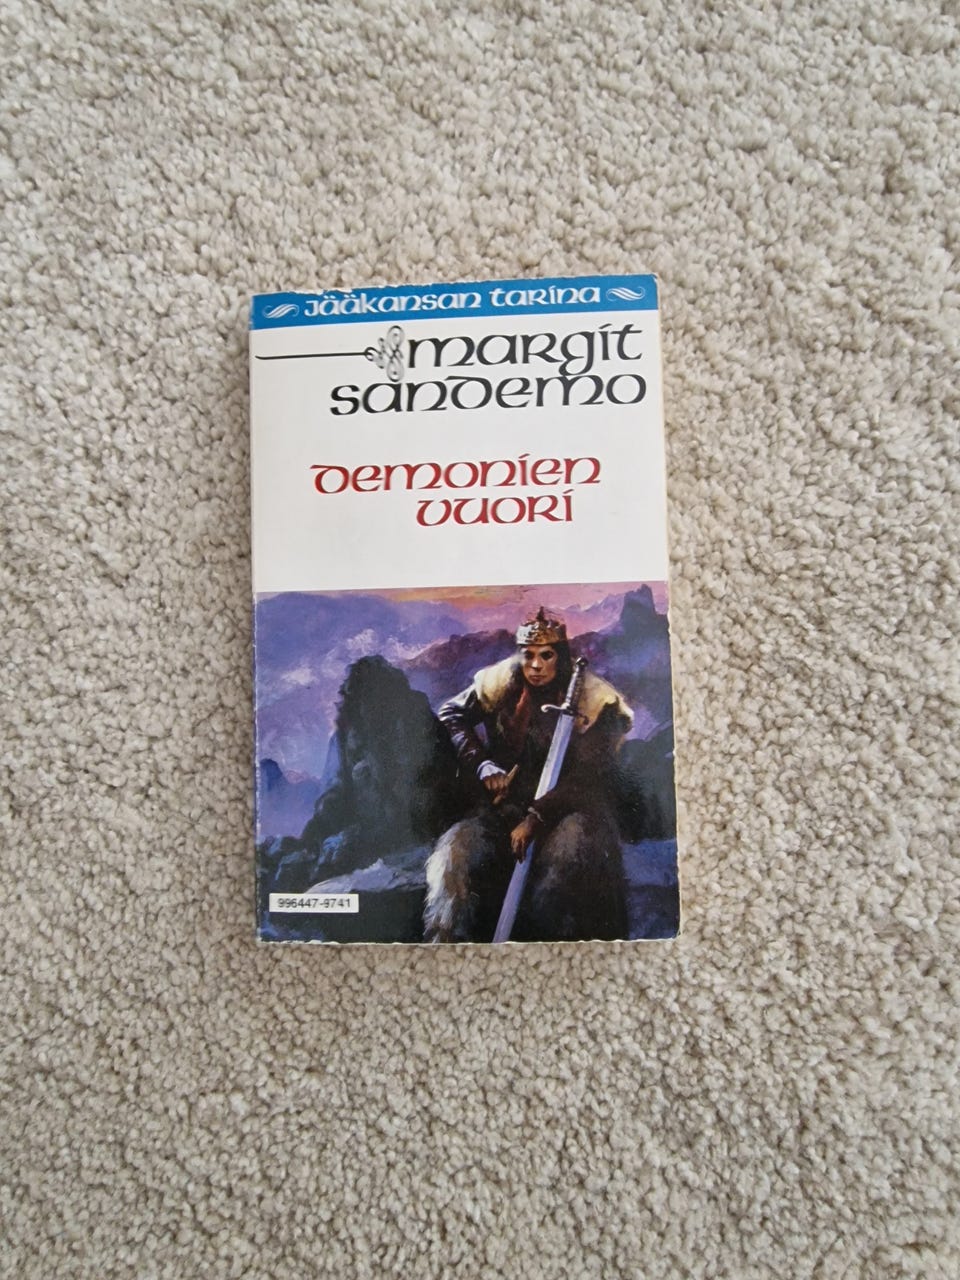 Jääkansan tarina
margit
sandemo
Demonien
vuori
996447-9741